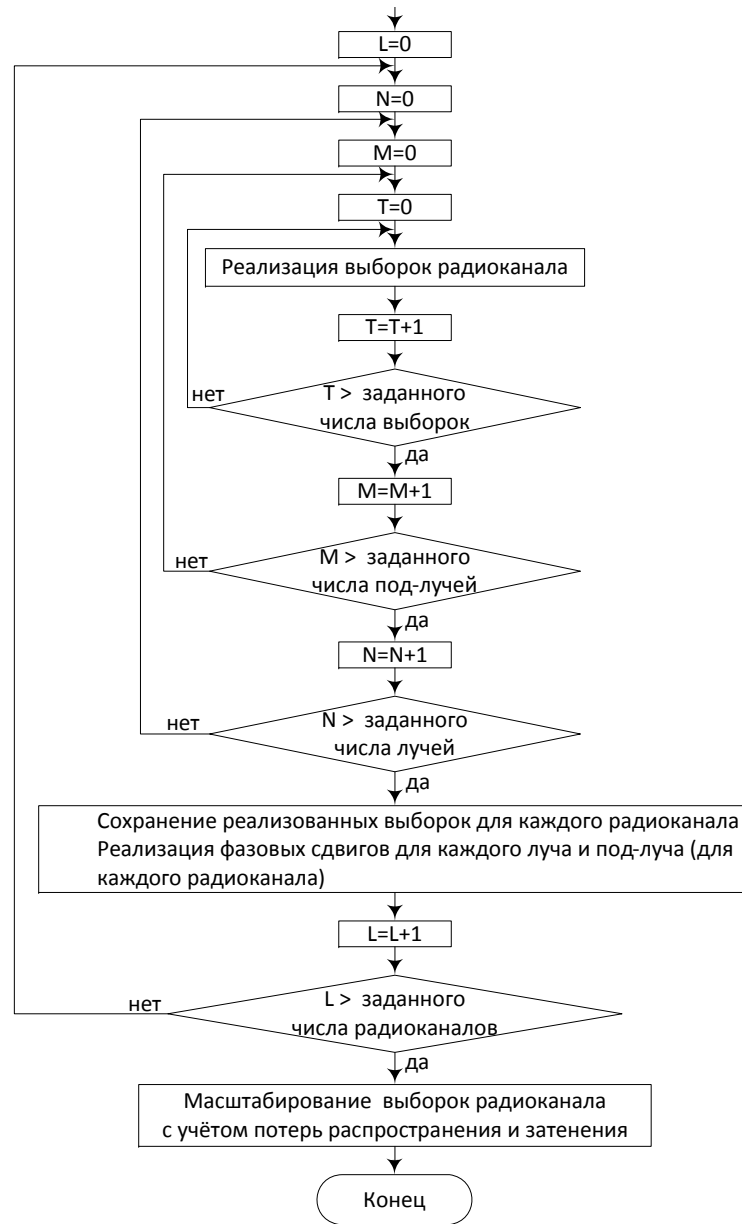 L=0
N=0
M=0
T=0
Реализация выборок радиоканала
T=T+1
нет
T > заданного
числа выборок
да
M=M+1
нет
M > заданного
числа под-лучей
да
N=N+1
нет
N > заданного
числа лучей
да
Сохранение реализованных выборок для каждого радиоканала
Реализация фазовых сдвигов для каждого луча и под-луча (для
каждого радиоканала)
L=L+1
нет
L > заданного
числа радиоканалов
да
Масштабирование выборок радиоканала
с учётом потерь распространения и затенения
Конец